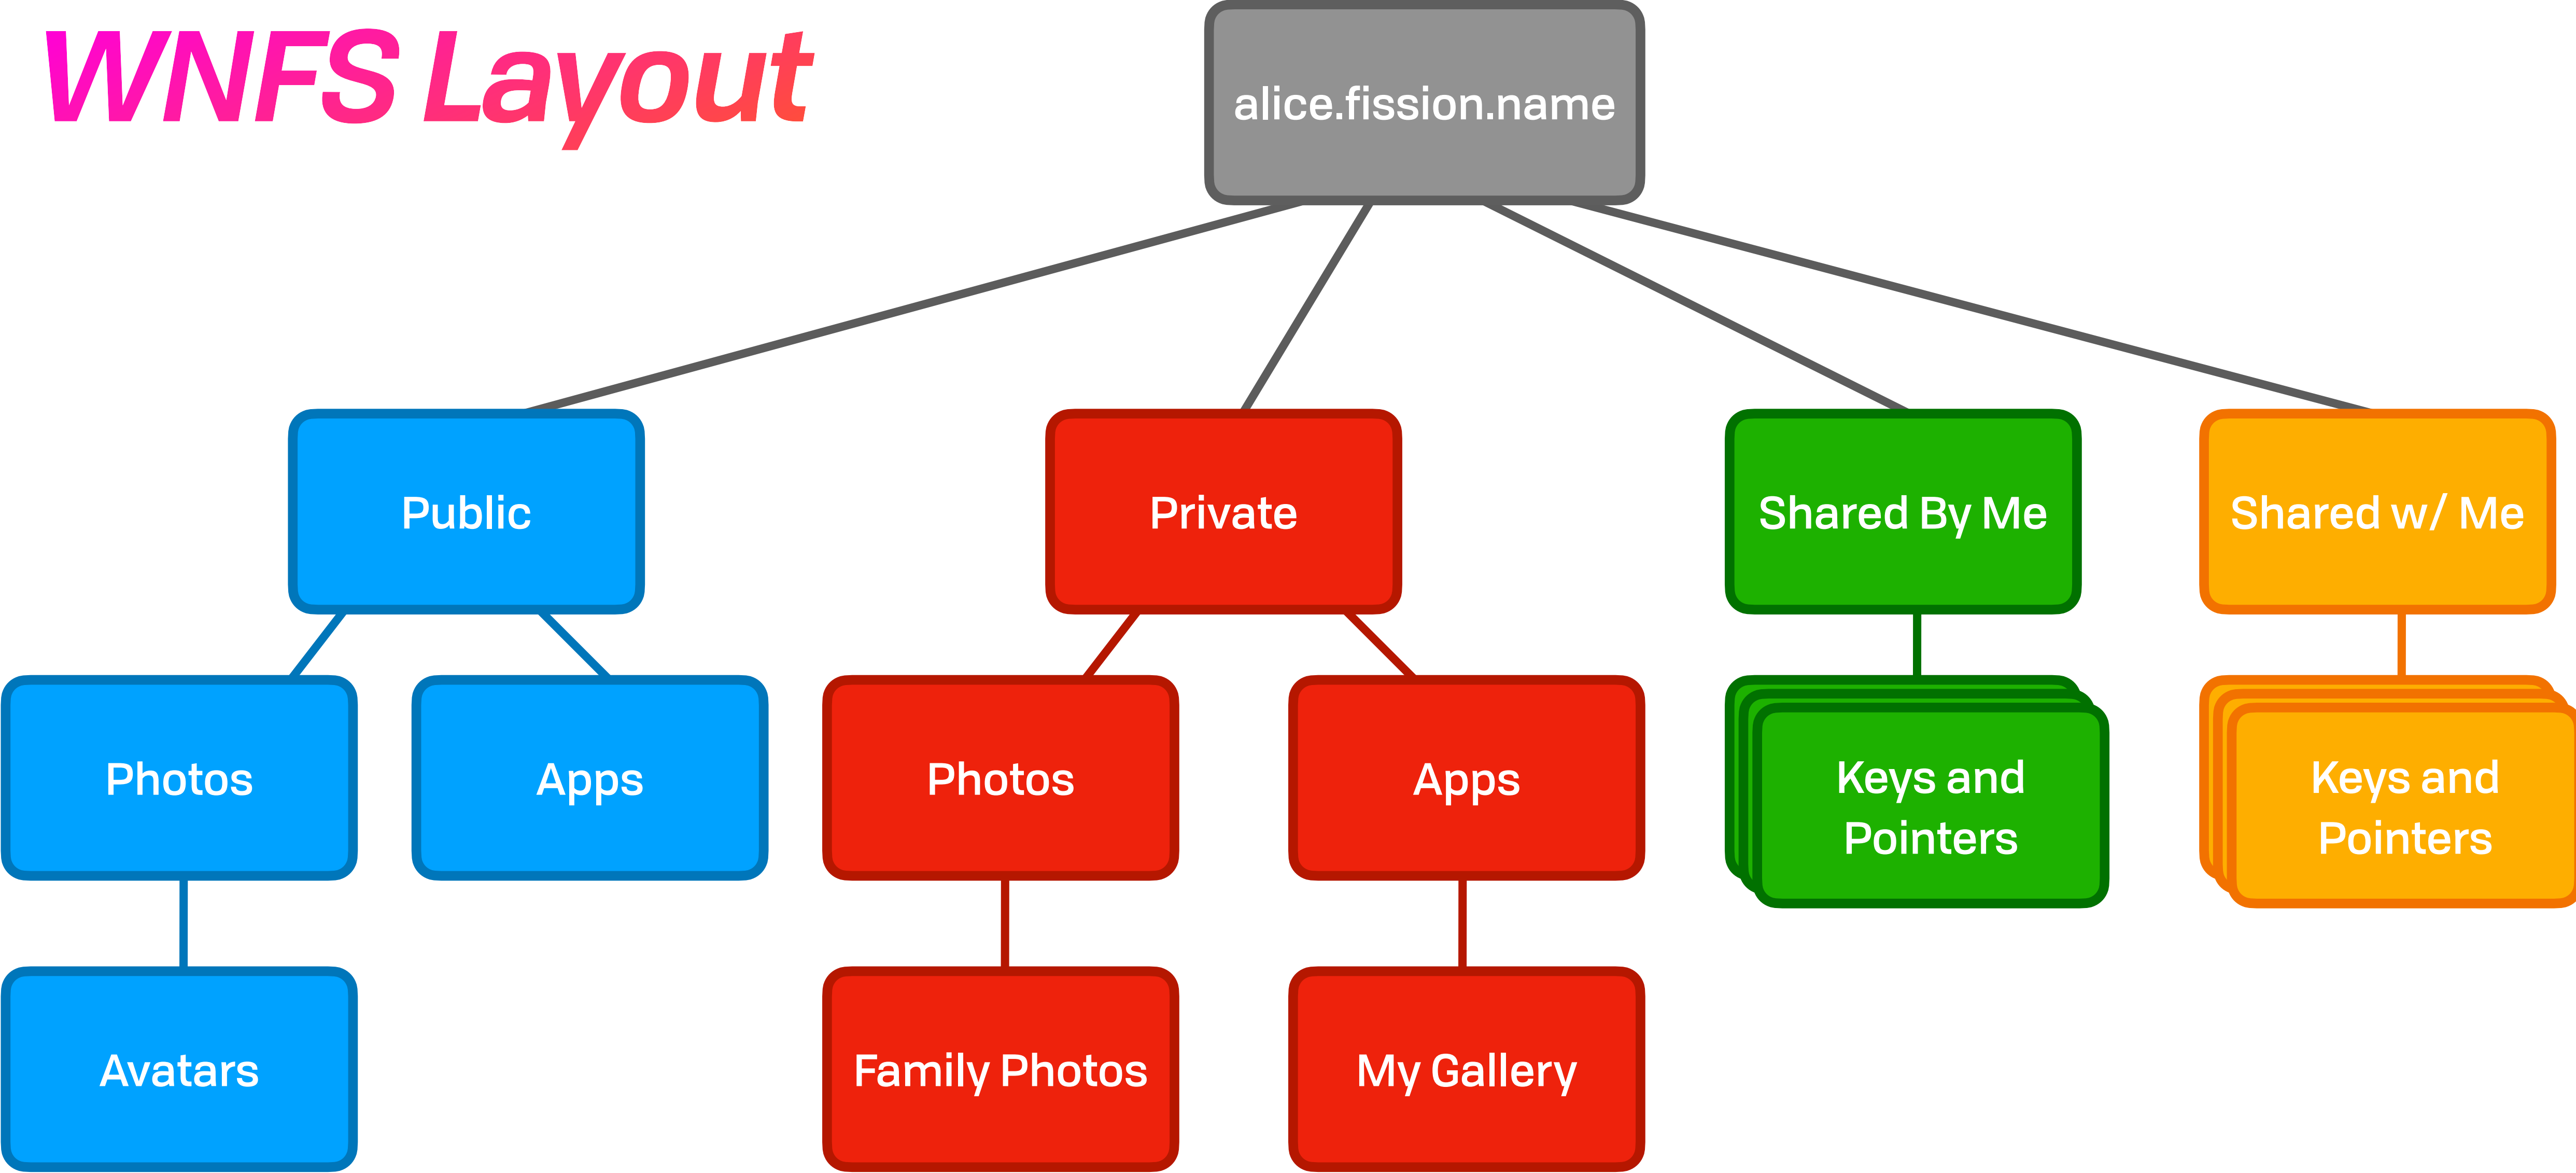 WNFS Layout
alice.fission.name
Public
Private
Shared By Me
Shared w/ Me
Photos
Apps
Photos
Apps
Keys and
Pointers
Keys and
Pointers
Avatars
Family Photos
My Gallery